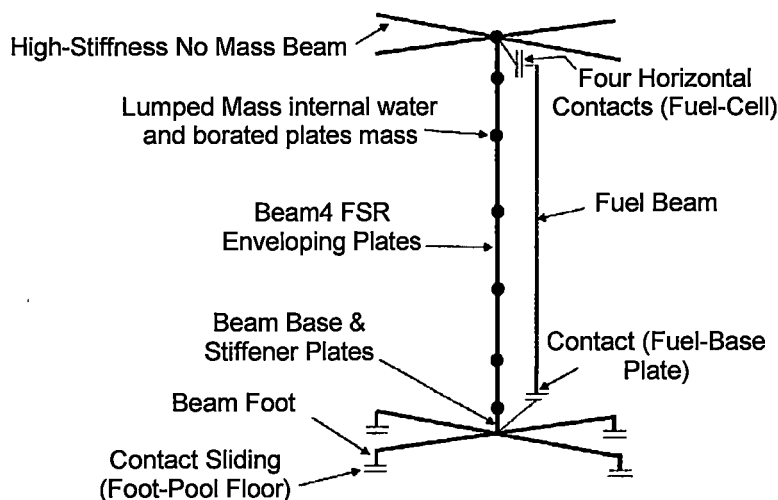 High-Stiffness No Mass Beam
Four Horizontal
Contacts (Fuel-Cell)
Lumped Mass internal water
and borated plates mass
Fuel Beam
Beam4 FSR
Enveloping Plates
Beam Base &
Stiffener Plates
Contact (Fuel-Base
Plate)
Beam Foot
Contact Sliding
(Foot-Pool Floor)